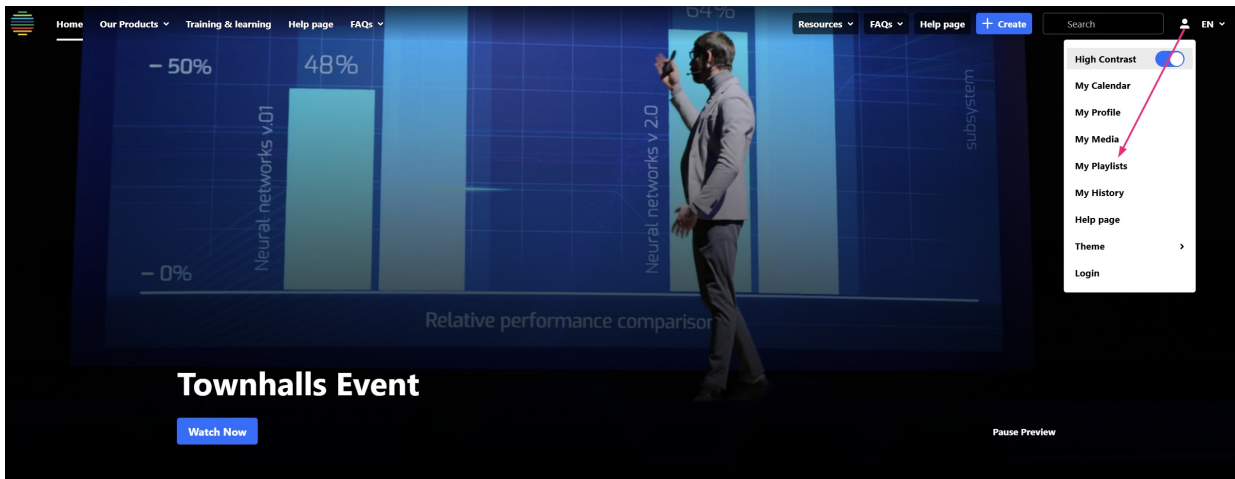 Home Our Products Training & learning Help page FAQs Resources FAQs Help page + Create Search EN
64%
High Contrast
– 50% 48%
My Calendar
subsystem
My Profile
Neural networks v.01
Neural networks v 2.0
My Media
My Playlists
My History
Help page
Theme
– 0%
Login
Relative performance comparison
Townhalls Event
Watch Now
Pause Preview